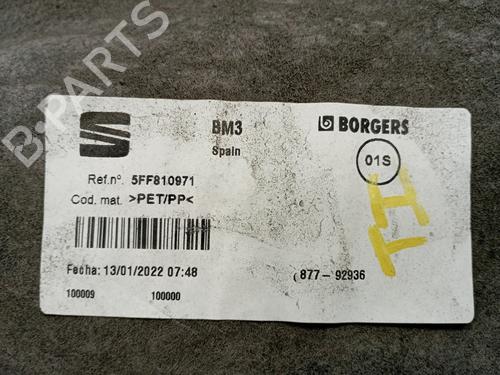 B-PARTS
BM3
Spain
BORGERS
01S
Ref.nº. 5FF810971
Cod. mat. >PET/PP<
Fecha: 13/01/2022 07:48
(877- 92936
100009 100000